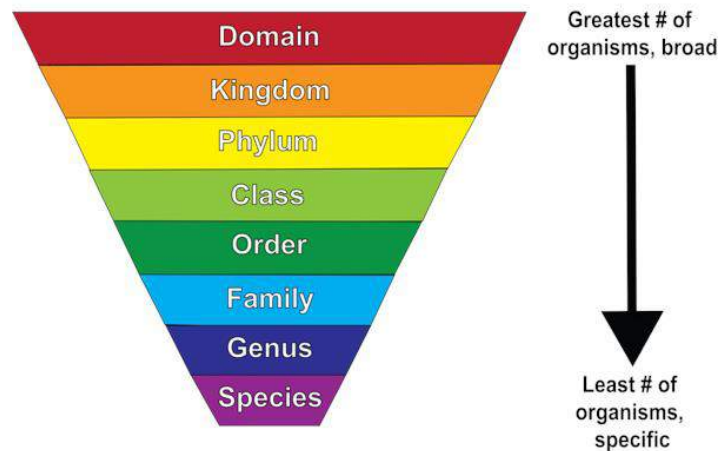 Domain
Kingdom
Phylum
Class
Order
Family
Genus
Species
Greatest # of
organisms, broad
Least # of
organisms,
specific